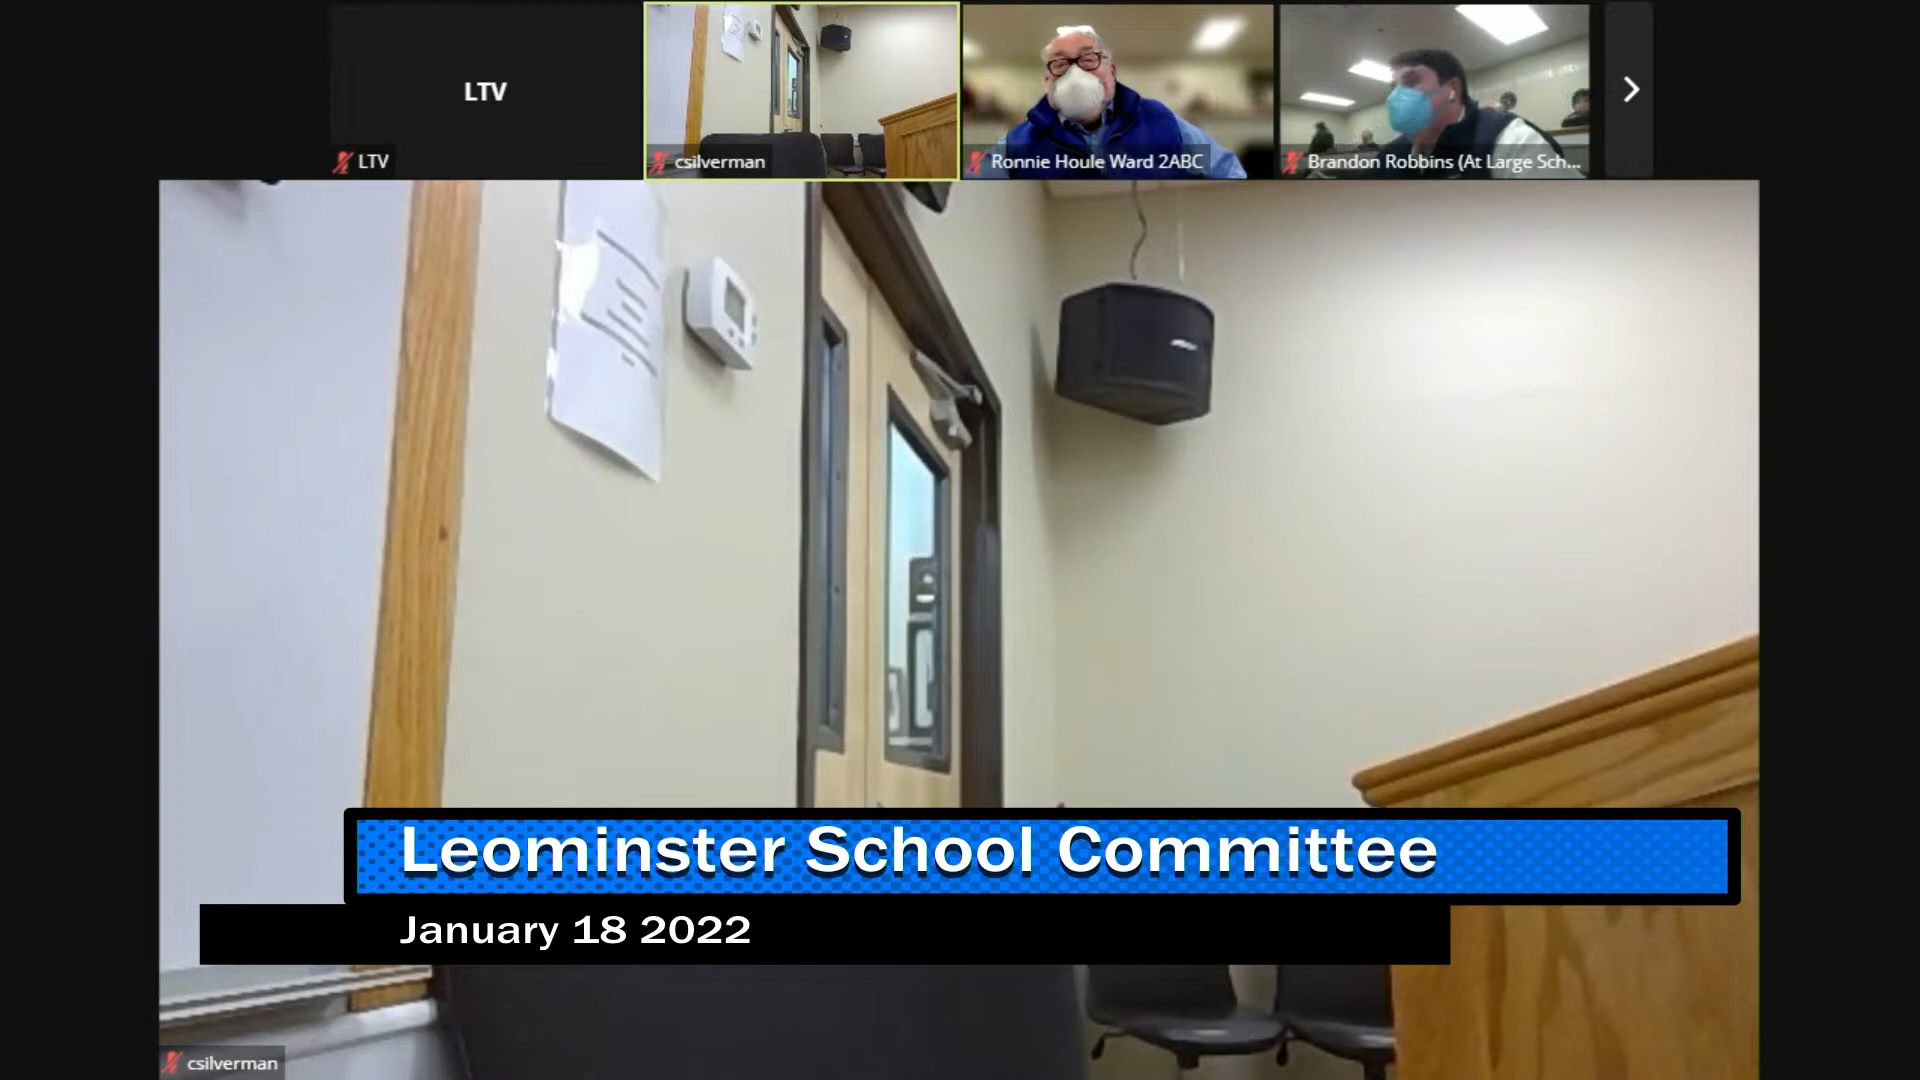 LTV
LTV
csilverman
Ronnie Houle Ward 2ABC
Brandon Robbins (At Large Sch...
Leominster School Committee
January 18 2022
csilverman